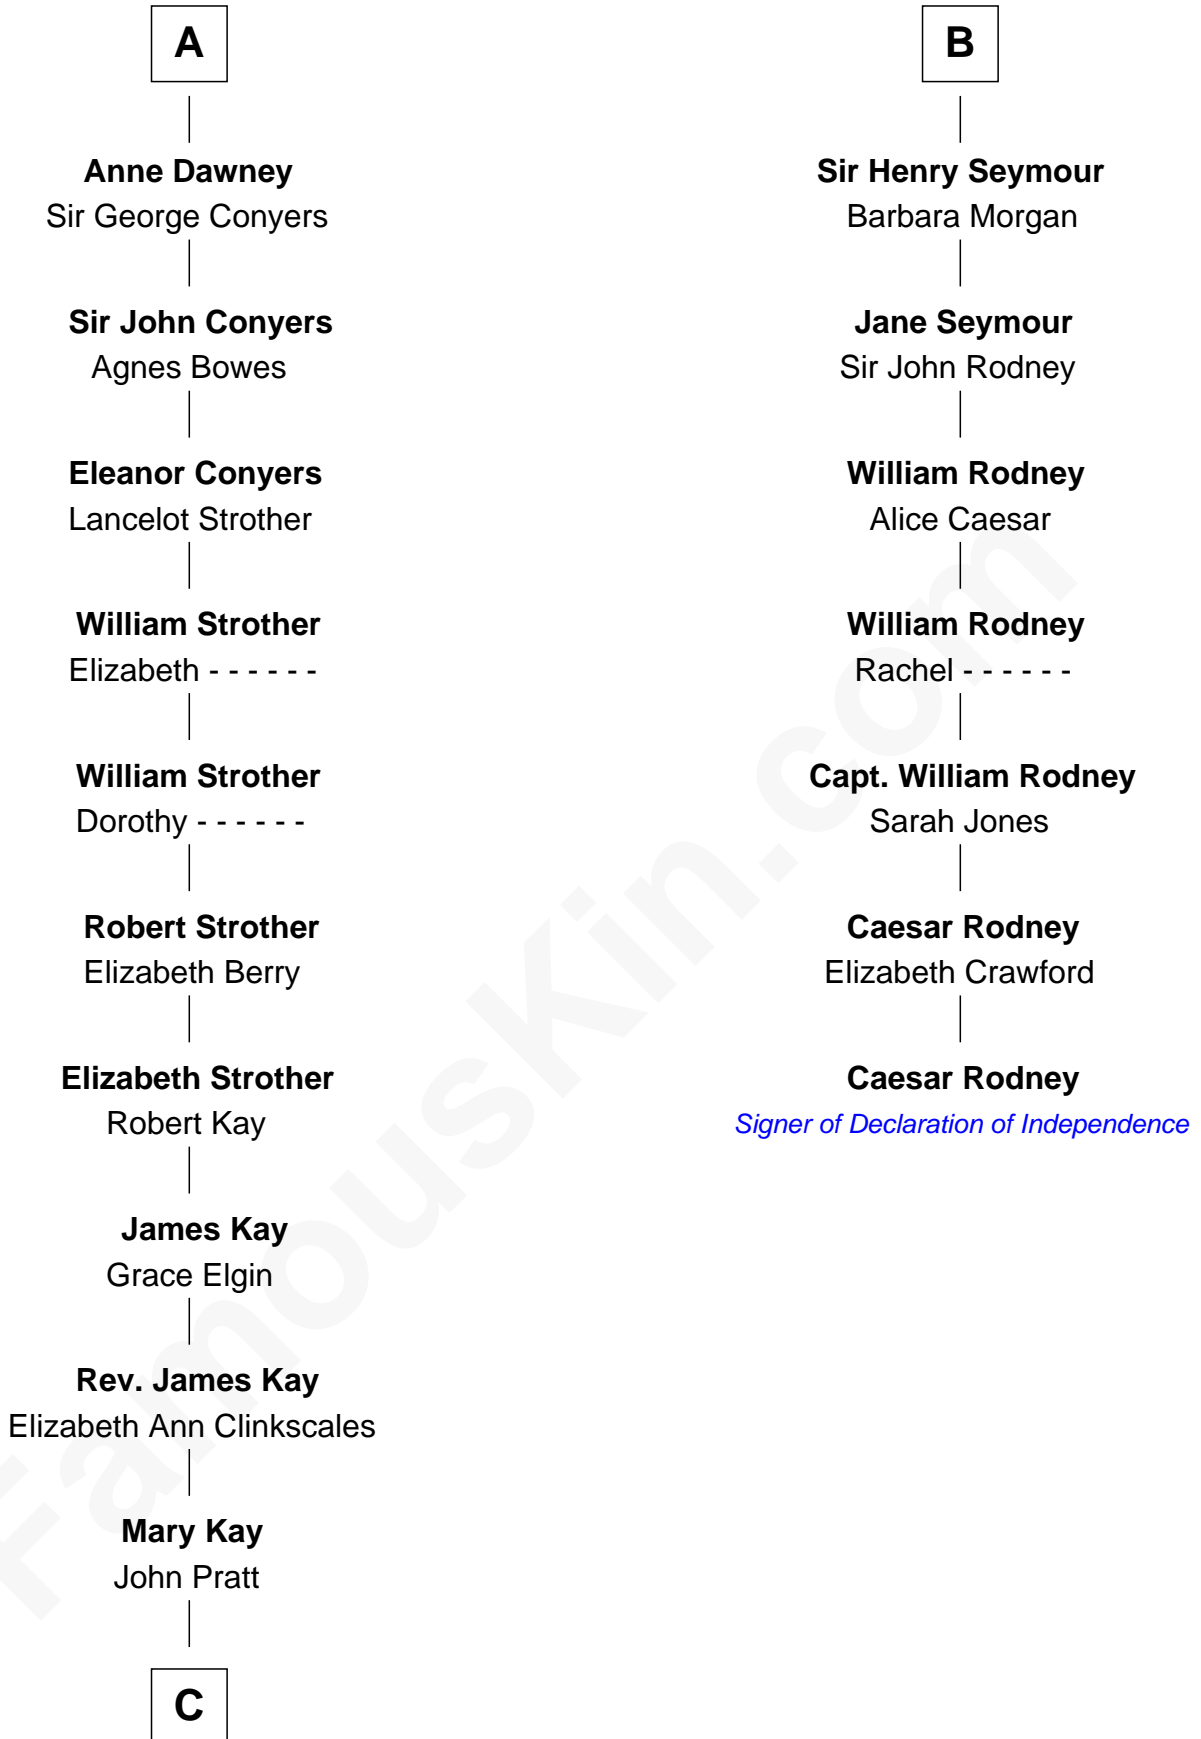 A
Anne Dawney
Sir George Conyers
Sir John Conyers
Agnes Bowes
Eleanor Conyers
Lancelot Strother
William Strother
Elizabeth - - - - - -
William Strother
Dorothy - - - - - -
Robert Strother
Elizabeth Berry
Elizabeth Strother
Robert Kay
James Kay
Grace Elgin
Rev. James Kay
Elizabeth Ann Clinkscales
Mary Kay
John Pratt
C
B
Sir Henry Seymour
Barbara Morgan
Jane Seymour
Sir John Rodney
William Rodney
Alice Caesar
William Rodney
Rachel - - - - - -
Capt. William Rodney
Sarah Jones
Caesar Rodney
Elizabeth Crawford
Caesar Rodney
Signer of Declaration of Independence
FamousKin.com